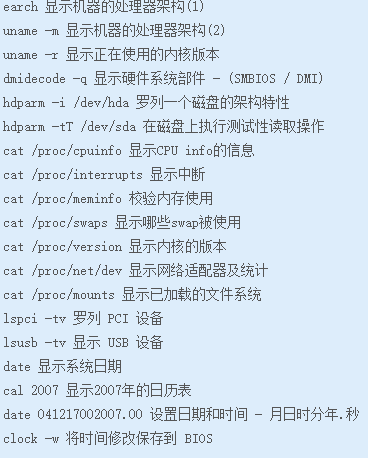 earch 显示机器的处理器架构(1)
uname -m 显示机器的处理器架构(2)
uname -r 显示正在使用的内核版本
dmidecode -q 显示硬件系统部件 - (SMBIOS / DMI)
hdparm -i /dev/hda 罗列一个磁盘的架构特性
hdparm -tT /dev/sda 在磁盘上执行测试性读取操作
cat /proc/cpuinfo 显示CPU info的信息
cat /proc/interrupts 显示中断
cat /proc/meminfo 校验内存使用
cat /proc/swaps 显示哪些swap被使用
cat /proc/version 显示内核的版本
cat /proc/net/dev 显示网络适配器及统计
cat /proc/mounts 显示已加载的文件系统
lspci -tv 罗列 PCI 设备
lsusb -tv 显示 USB 设备
date 显示系统日期
cal 2007 显示2007年的日历表
date 041217002007.00 设置日期和时间 - 月日时分年.秒
clock -w 将时间修改保存到 BIOS